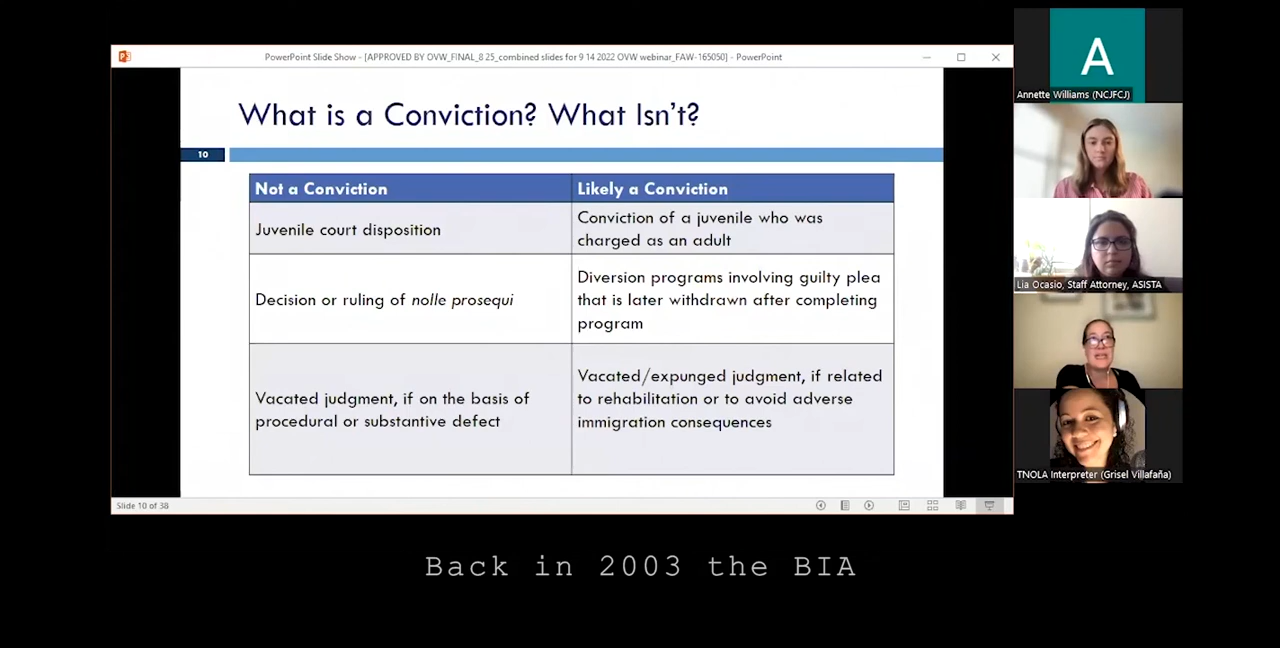 PowerPoint Slide Show - [APPROVED BY OVW_FINAL_8 25_combined slides for 9 14 2022 OVW webinar_FAW-165050] - PowerPoint
What is a Conviction? What Isn't?
10
Not a Conviction
Likely a Conviction
Juvenile court disposition
Conviction of a juvenile who was
charged as an adult
Decision or ruling of nolle prosequi
Diversion programs involving guilty plea
that is later withdrawn after completing
program
Vacated judgment, if on the basis of
procedural or substantive defect
Vacated/expunged judgment, if related
to rehabilitation or to avoid adverse
immigration consequences
Slide 10 of 38
A
Annette Williams (NCJFCJ)
Lia Ocasio, Staff Attorney, ASISTA
TNOLA Interpreter (Grisel Villafaña)
Back in 2003 the BIA